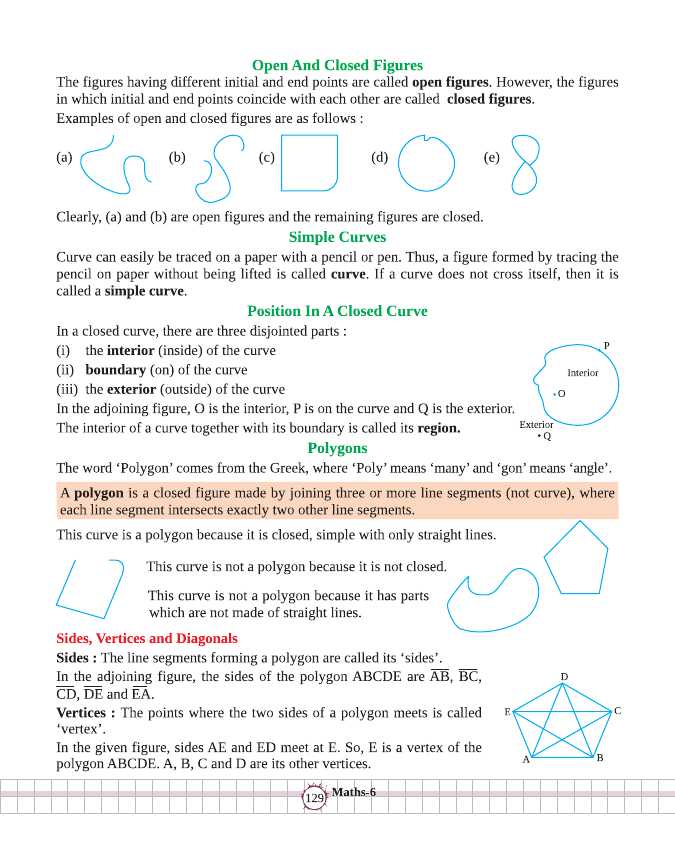 Open And Closed Figures
The figures having different initial and end points are called open figures. However, the figures
in which initial and end points coincide with each other are called closed figures.
Examples of open and closed figures are as follows :
(a) (b) (c) (d) (e)
Clearly, (a) and (b) are open figures and the remaining figures are closed.
Simple Curves
Curve can easily be traced on a paper with a pencil or pen. Thus, a figure formed by tracing the
pencil on paper without being lifted is called curve. If a curve does not cross itself, then it is
called a simple curve.
Position In A Closed Curve
In a closed curve, there are three disjointed parts :
(i) the interior (inside) of the curve
(ii) boundary (on) of the curve
(iii) the exterior (outside) of the curve
In the adjoining figure, O is the interior, P is on the curve and Q is the exterior.
The interior of a curve together with its boundary is called its region.
P
Interior
O
Exterior
Q
Polygons
The word ‘Polygon’ comes from the Greek, where ‘Poly’ means ‘many’ and ‘gon’ means ‘angle’.
A polygon is a closed figure made by joining three or more line segments (not curve), where
each line segment intersects exactly two other line segments.
This curve is a polygon because it is closed, simple with only straight lines.
This curve is not a polygon because it is not closed.
This curve is not a polygon because it has parts
which are not made of straight lines.
Sides, Vertices and Diagonals
Sides : The line segments forming a polygon are called its ‘sides’.
In the adjoining figure, the sides of the polygon ABCDE are A̅B̅, B̅C̅,
C̅D̅, D̅E̅ and E̅A̅.
Vertices : The points where the two sides of a polygon meets is called
‘vertex’.
In the given figure, sides AE and ED meet at E. So, E is a vertex of the
polygon ABCDE. A, B, C and D are its other vertices.
D
E
C
A
B
129 Maths-6